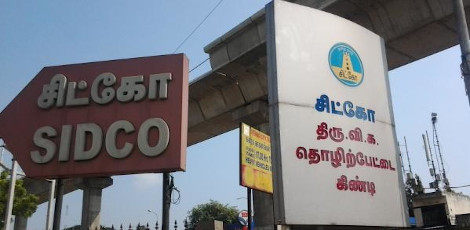 சிட்கோ
SIDCO
சிட்கோ
சிட்கோ
திரு.வி.க.
தொழிற்பேட்டை
கிண்டி